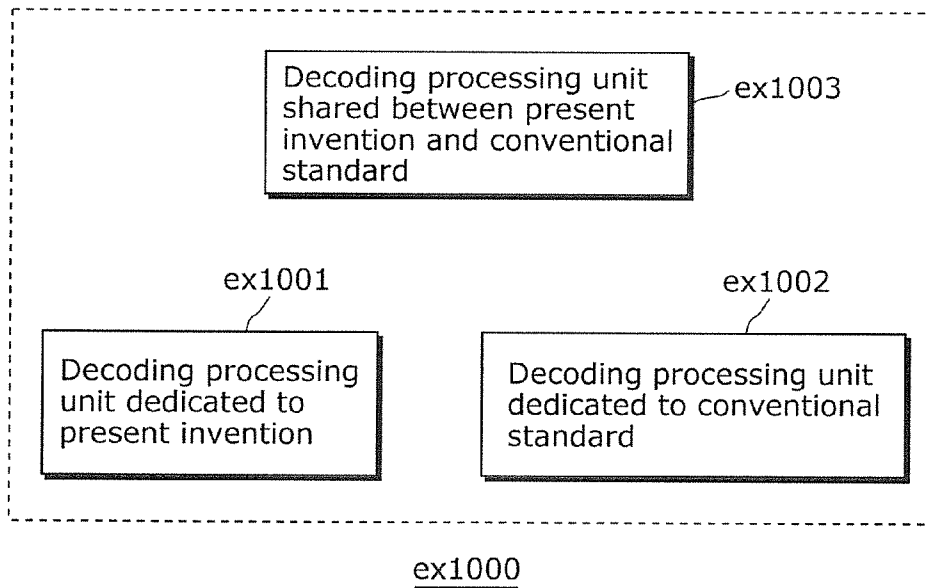 Decoding processing unit
shared between present
invention and conventional
standard
ex1003
ex1001
Decoding processing
unit dedicated to
present invention
ex1002
Decoding processing unit
dedicated to conventional
standard
ex1000